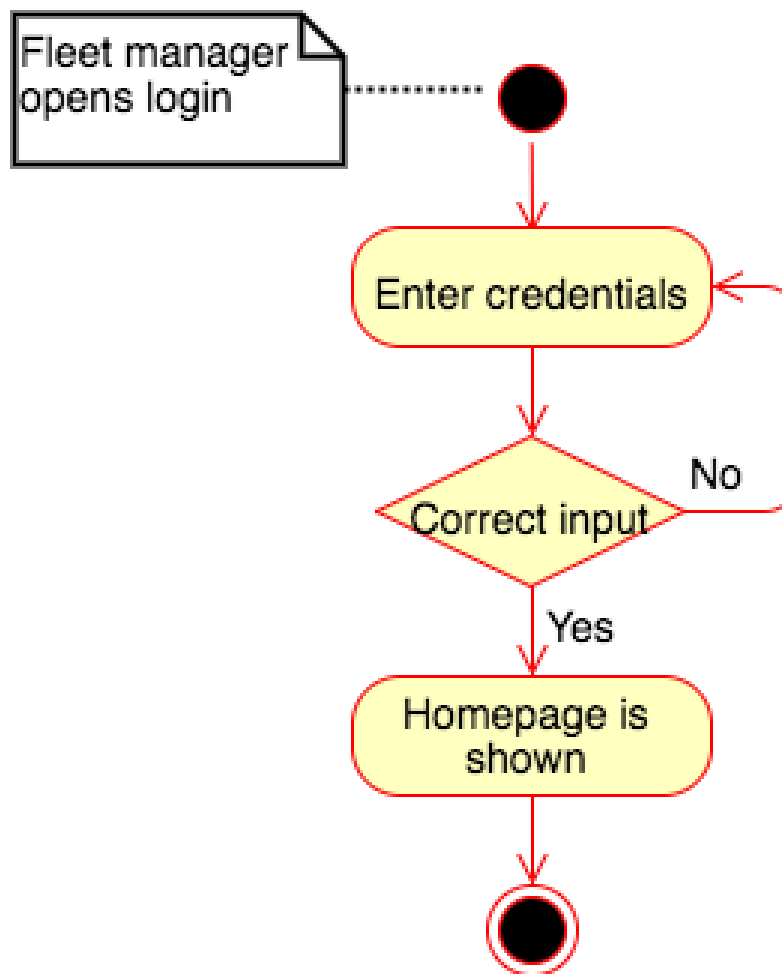 Fleet manager
opens login
Enter credentials
Correct input
No
Yes
Homepage is
shown